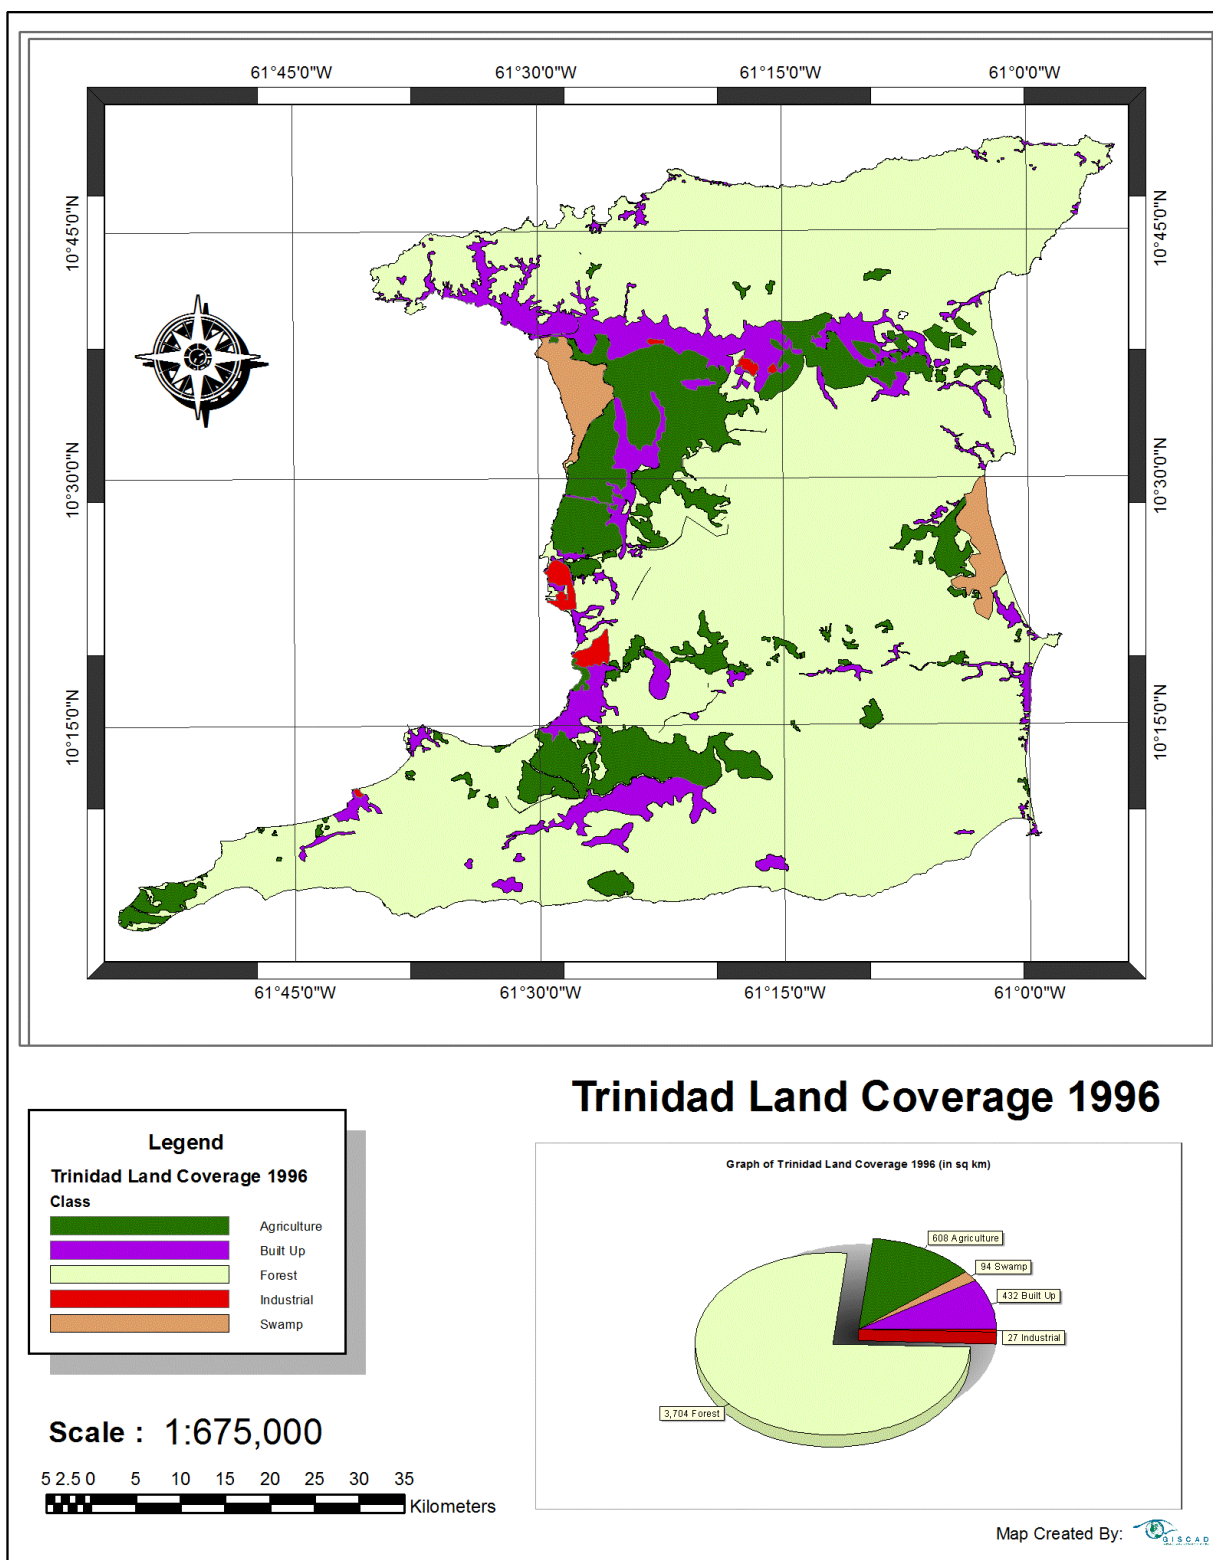 61°45'0"W 61°30'0"W 61°15'0"W 61°0'0"W
10°45'0"N 10°45'0"N
10°30'0"N 10°30'0"N
10°15'0"N 10°15'0"N
61°45'0"W 61°30'0"W 61°15'0"W 61°0'0"W
Trinidad Land Coverage 1996
Legend
Trinidad Land Coverage 1996
Class
Agriculture
Built Up
Forest
Industrial
Swamp
Graph of Trinidad Land Coverage 1996 (in sq km)
608 Agriculture
94 Swamp
432 Built Up
27 Industrial
3,704 Forest
Scale : 1:675,000
5 2.5 0 5 10 15 20 25 30 35
Kilometers
Map Created By: GISCAD